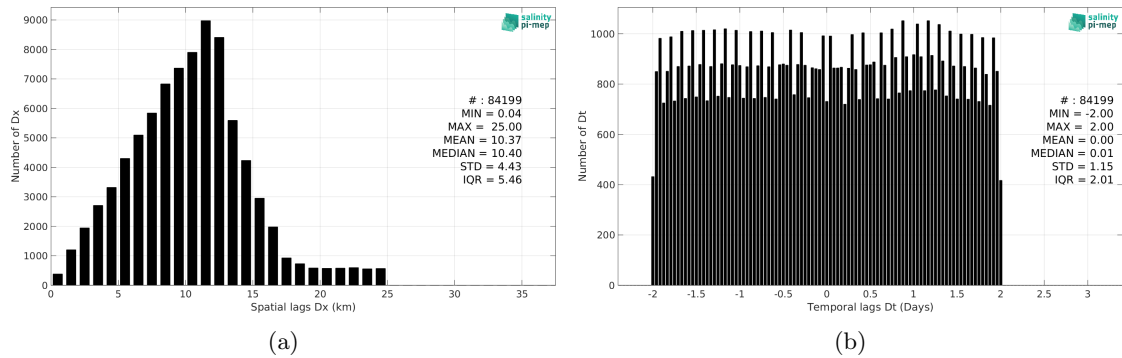 9000
8000
7000
6000
5000
4000
3000
2000
1000
0
Number of Dx
0 5 10 15 20 25 30 35
Spatial lags Dx (km)
salinity
pi-mep
# : 84199
MIN = 0.04
MAX = 25.00
MEAN = 10.37
MEDIAN = 10.40
STD = 4.43
IQR = 5.46
(a)
1000
800
600
400
200
0
Number of Dt
-2 -1.5 -1 -0.5 0 0.5 1 1.5 2 2.5 3
Temporal lags Dt (Days)
salinity
pi-mep
# : 84199
MIN = -2.00
MAX = 2.00
MEAN = 0.00
MEDIAN = 0.01
STD = 1.15
IQR = 2.01
(b)